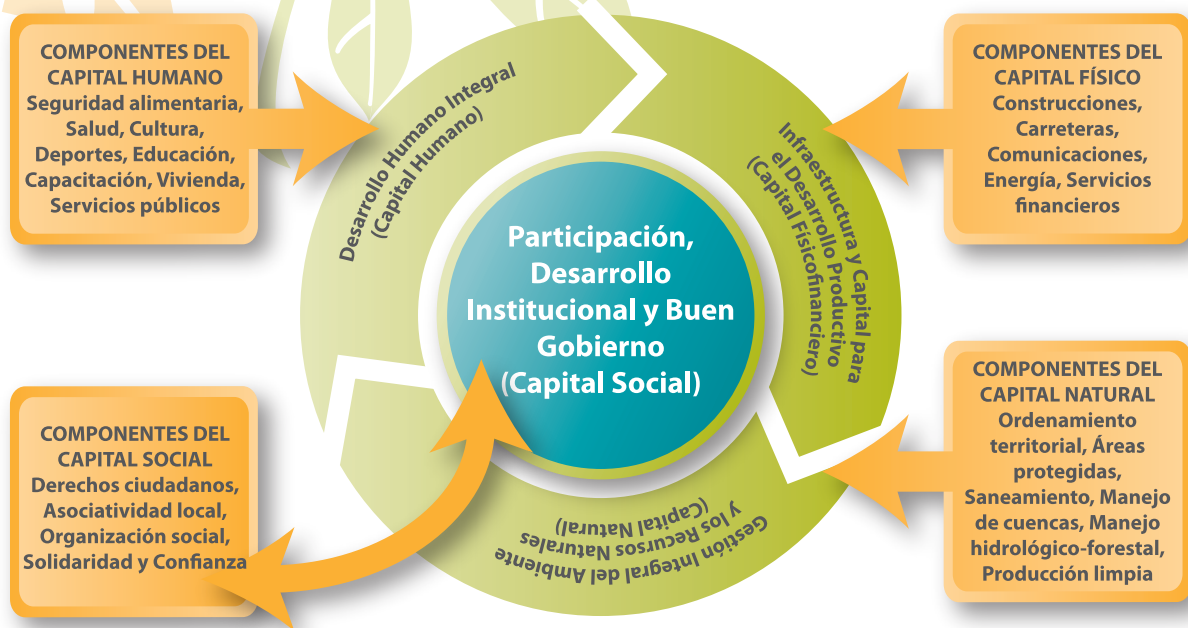 COMPONENTES DEL
CAPITAL HUMANO
Seguridad alimentaria,
Salud, Cultura,
Deportes, Educación,
Capacitación, Vivienda,
Servicios públicos
Desarrollo Humano Integral
(Capital Humano)
COMPONENTES DEL
CAPITAL FÍSICO
Construcciones,
Carreteras,
Comunicaciones,
Energía, Servicios
financieros
Infraestructura y Capital para
el Desarrollo Productivo
(Capital Físicofinanciero)
Participación,
Desarrollo
Institucional y Buen
Gobierno
(Capital Social)
COMPONENTES DEL
CAPITAL SOCIAL
Derechos ciudadanos,
Asociatividad local,
Organización social,
Solidaridad y Confianza
Gestión Integral del Ambiente
y los Recursos Naturales
(Capital Natural)
COMPONENTES DEL
CAPITAL NATURAL
Ordenamiento
territorial, Áreas
protegidas,
Saneamiento, Manejo
de cuencas, Manejo
hidrológico-forestal,
Producción limpia